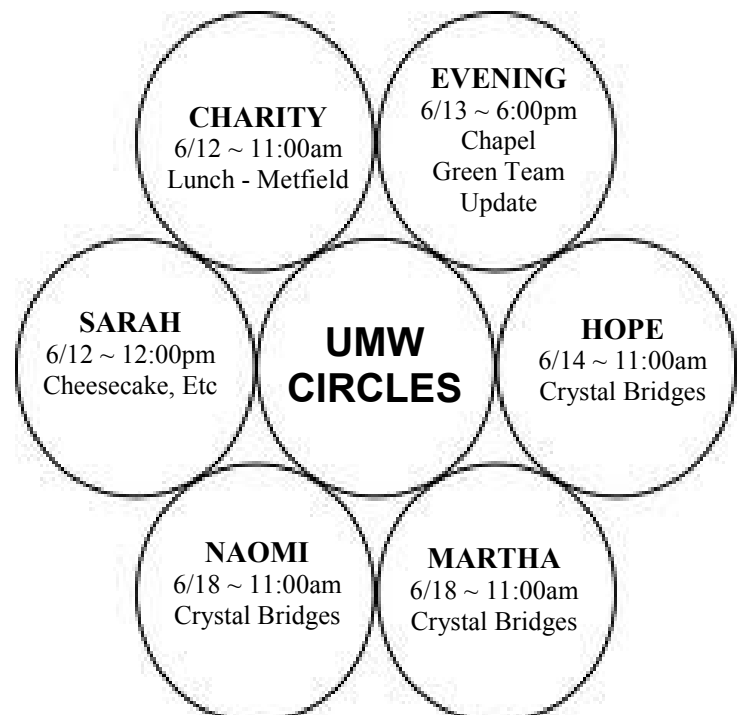 CHARITY
6/12 ~ 11:00am
Lunch - Metfield
EVENING
6/13 ~ 6:00pm
Chapel
Green Team
Update
SARAH
6/12 ~ 12:00pm
Cheesecake, Etc
UMW
CIRCLES
HOPE
6/14 ~ 11:00am
Crystal Bridges
NAOMI
6/18 ~ 11:00am
Crystal Bridges
MARTHA
6/18 ~ 11:00am
Crystal Bridges